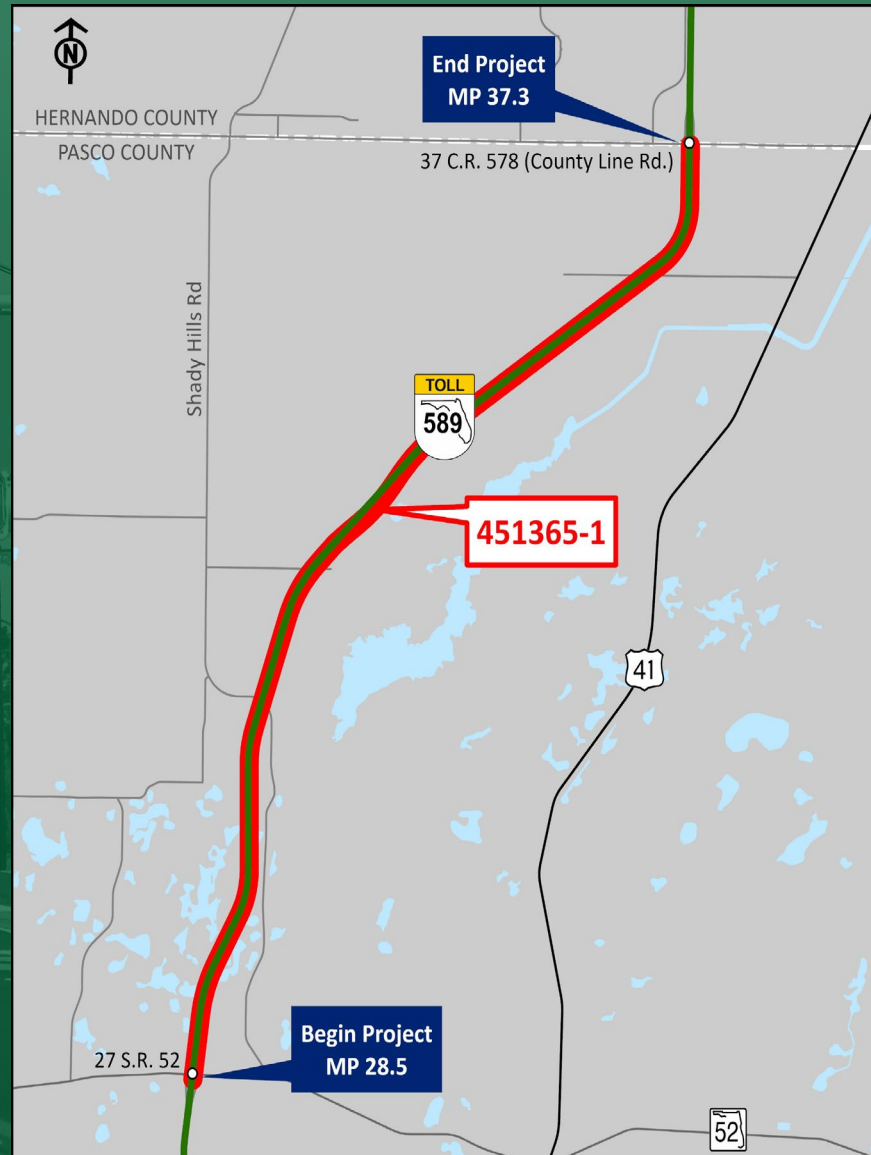 N
HERNANDO COUNTY
PASCO COUNTY
End Project
MP 37.3
37 C.R. 578 (County Line Rd.)
Shady Hills Rd
TOLL
589
451365-1
41
27 S.R. 52
Begin Project
MP 28.5
52